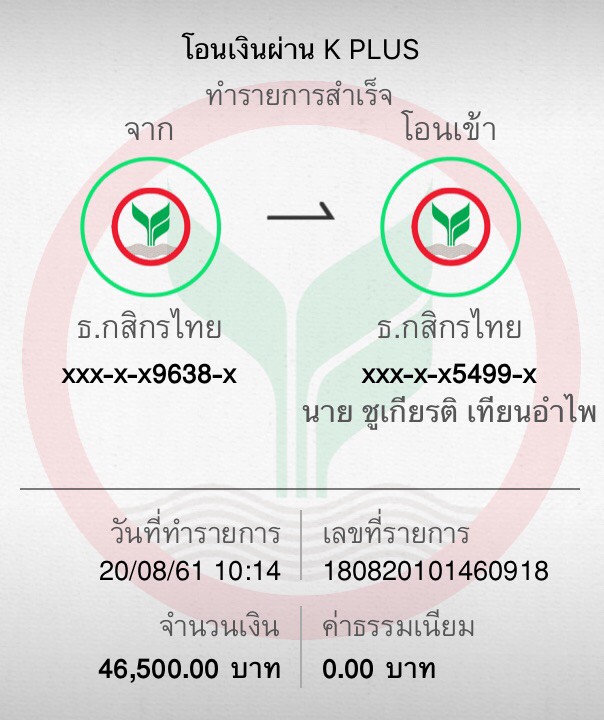 โอนเงินผ่าน K PLUS
ทำรายการสำเร็จ
จาก
โอนเข้า
ธ.กสิกรไทย
ธ.กสิกรไทย
xxx-x-x9638-x
xxx-x-x5499-x
นาย ชูเกียรติ เทียนอำไพ
วันที่ทำรายการ
เลขที่รายการ
20/08/61 10:14
180820101460918
จำนวนเงิน
ค่าธรรมเนียม
46,500.00 บาท
0.00 บาท